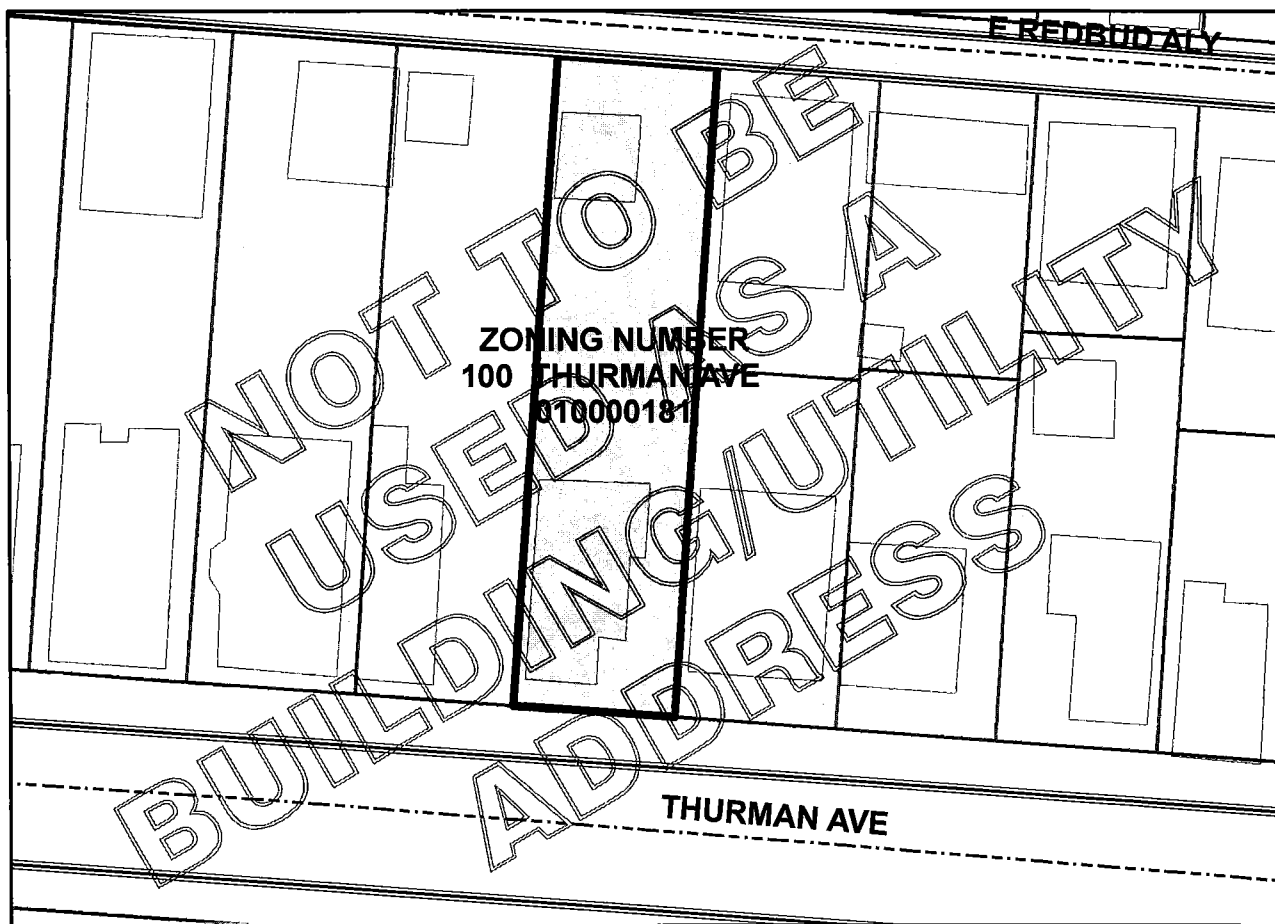 E REDBUD ALY
ZONING NUMBER
100 THURMAN AVE
010000181
NOT TO BE
USED AS A
BUILDING/UTILITY
ADDRESS
THURMAN AVE